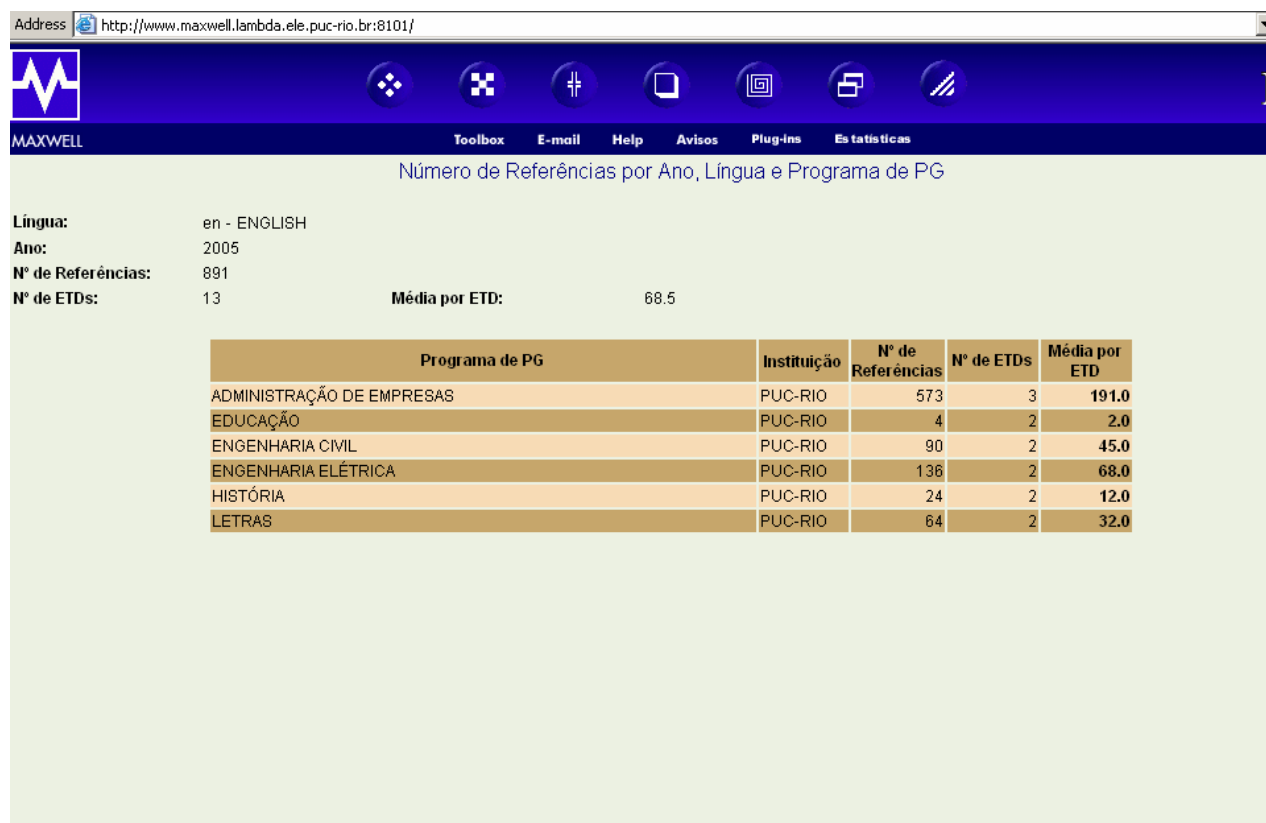 Address http://www.maxwell.lambda.ele.puc-rio.br:8101/
MAXWELL Toolbox E-mail Help Avisos Plug-ins Estatísticas
Número de Referências por Ano, Língua e Programa de PG
Língua: en - ENGLISH
Ano: 2005
Nº de Referências: 891
Nº de ETDs: 13 Média por ETD: 68.5
Programa de PG Instituição Nº de Referências Nº de ETDs Média por ETD
ADMINISTRAÇÃO DE EMPRESAS PUC-RIO 573 3 191.0
EDUCAÇÃO PUC-RIO 4 2 2.0
ENGENHARIA CIVIL PUC-RIO 90 2 45.0
ENGENHARIA ELÉTRICA PUC-RIO 136 2 68.0
HISTÓRIA PUC-RIO 24 2 12.0
LETRAS PUC-RIO 64 2 32.0